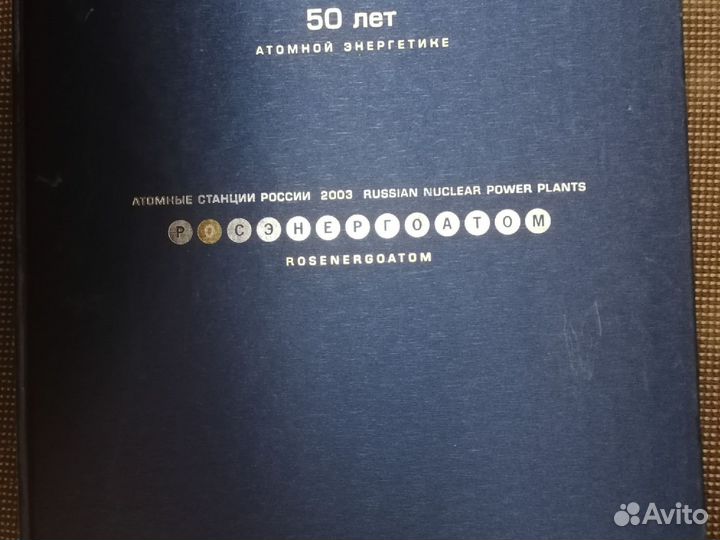 50 лет
АТОМНОЙ ЭНЕРГЕТИКЕ
АТОМНЫЕ СТАНЦИИ РОССИИ 2003 RUSSIAN NUCLEAR POWER PLANTS
РОСЭНЕРГОАТОМ
ROSENERGOATOM
Avito